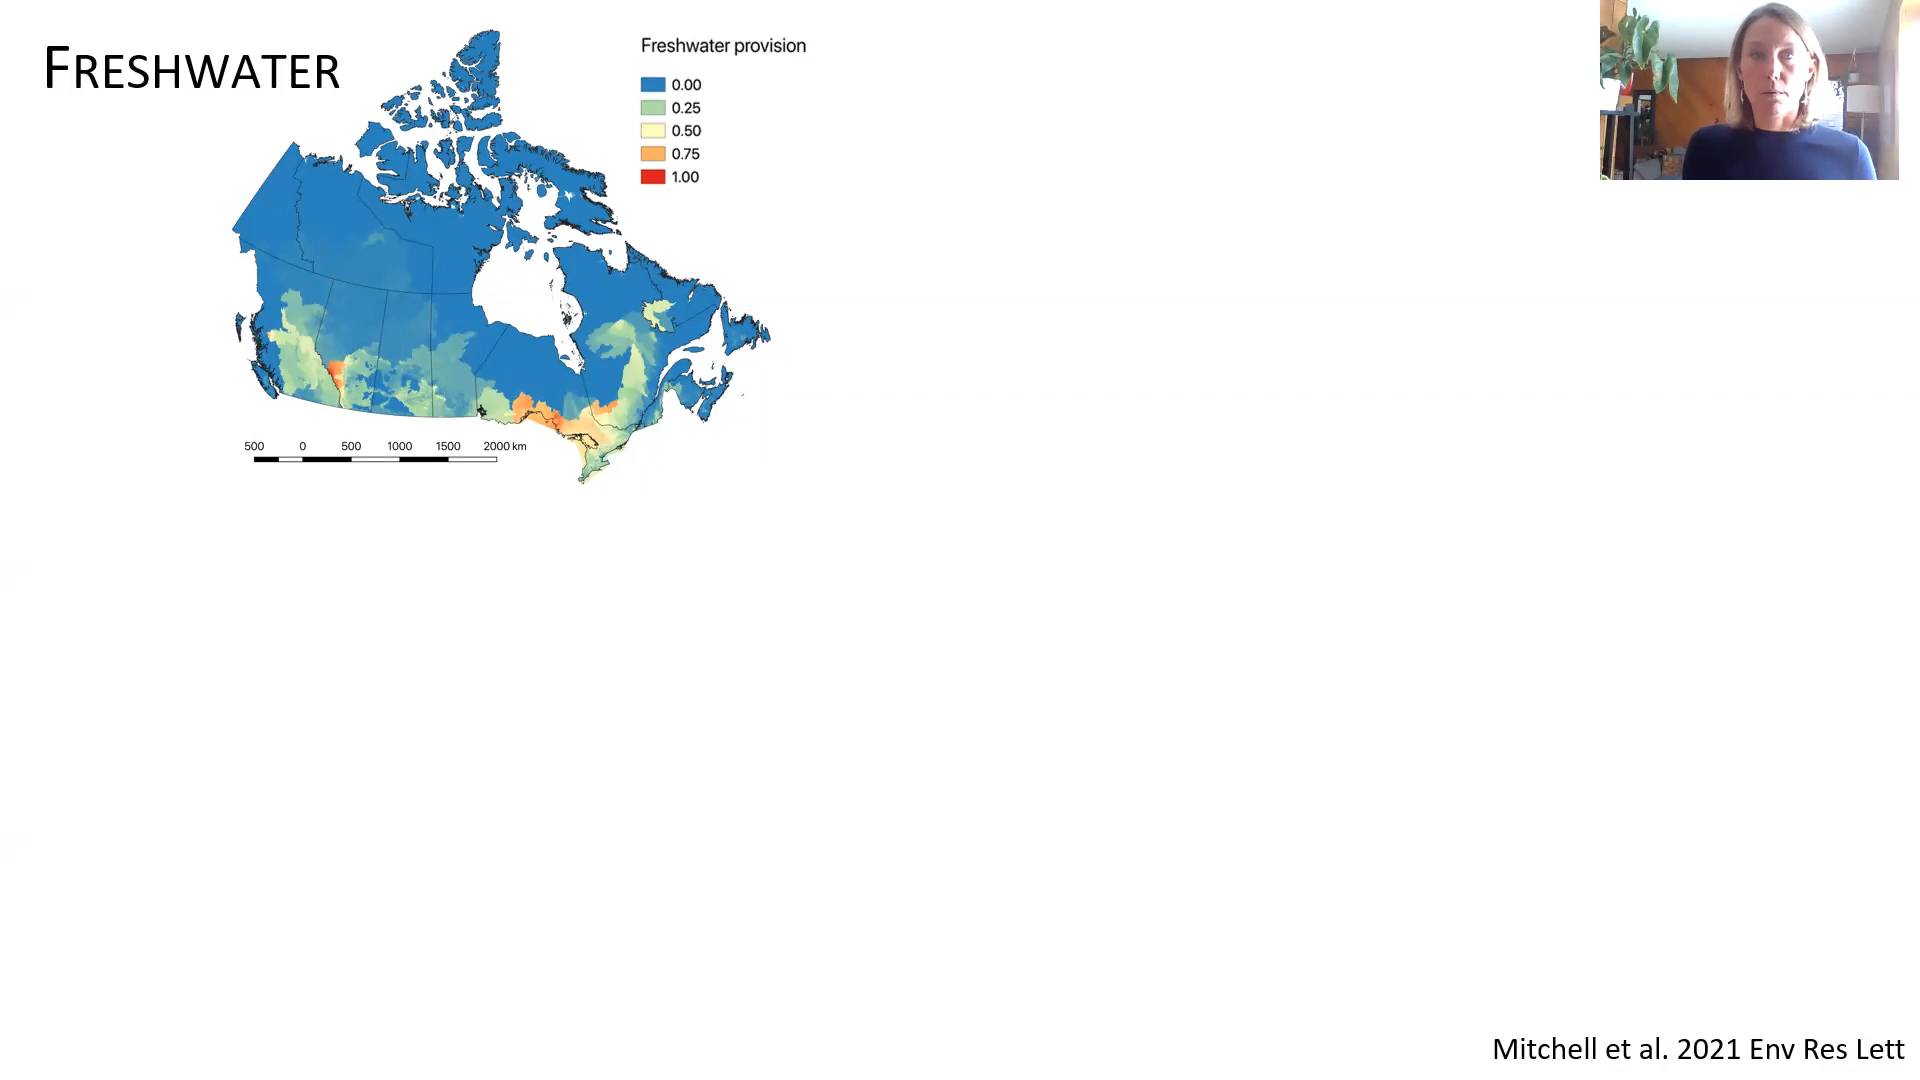 FRESHWATER
Freshwater provision
0.00
0.25
0.50
0.75
1.00
500 0 500 1000 1500 2000 km
Mitchell et al. 2021 Env Res Lett